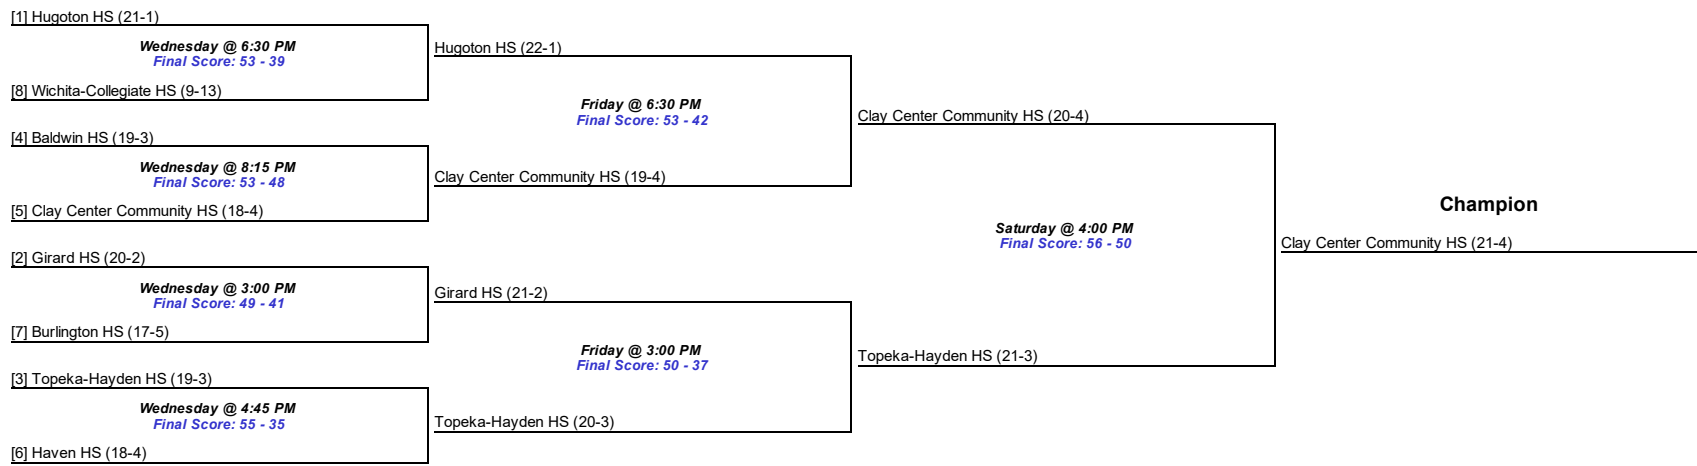 [1] Hugoton HS (21-1)
Wednesday @ 6:30 PM
Final Score: 53 - 39
[8] Wichita-Collegiate HS (9-13)
[4] Baldwin HS (19-3)
Wednesday @ 8:15 PM
Final Score: 53 - 48
[5] Clay Center Community HS (18-4)
[2] Girard HS (20-2)
Wednesday @ 3:00 PM
Final Score: 49 - 41
[7] Burlington HS (17-5)
[3] Topeka-Hayden HS (19-3)
Wednesday @ 4:45 PM
Final Score: 55 - 35
[6] Haven HS (18-4)
Hugoton HS (22-1)
Friday @ 6:30 PM
Final Score: 53 - 42
Clay Center Community HS (19-4)
Girard HS (21-2)
Friday @ 3:00 PM
Final Score: 50 - 37
Topeka-Hayden HS (20-3)
Clay Center Community HS (20-4)
Saturday @ 4:00 PM
Final Score: 56 - 50
Topeka-Hayden HS (21-3)
Champion
Clay Center Community HS (21-4)